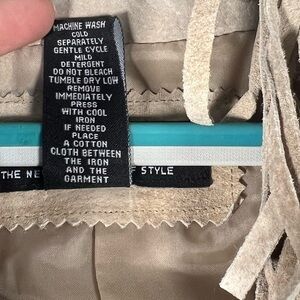 MACHINE WASH
COLD
SEPARATELY
GENTLE CYCLE
MILD
DETERGENT
DO NOT BLEACH
TUMBLE DRY LOW
REMOVE
IMMEDIATELY
PRESS
WITH COOL
IRON
IF NEEDED
PLACE
A COTTON
CLOTH BETWEEN
THE IRON
AND THE
GARMENT
THE NE
F STYLE